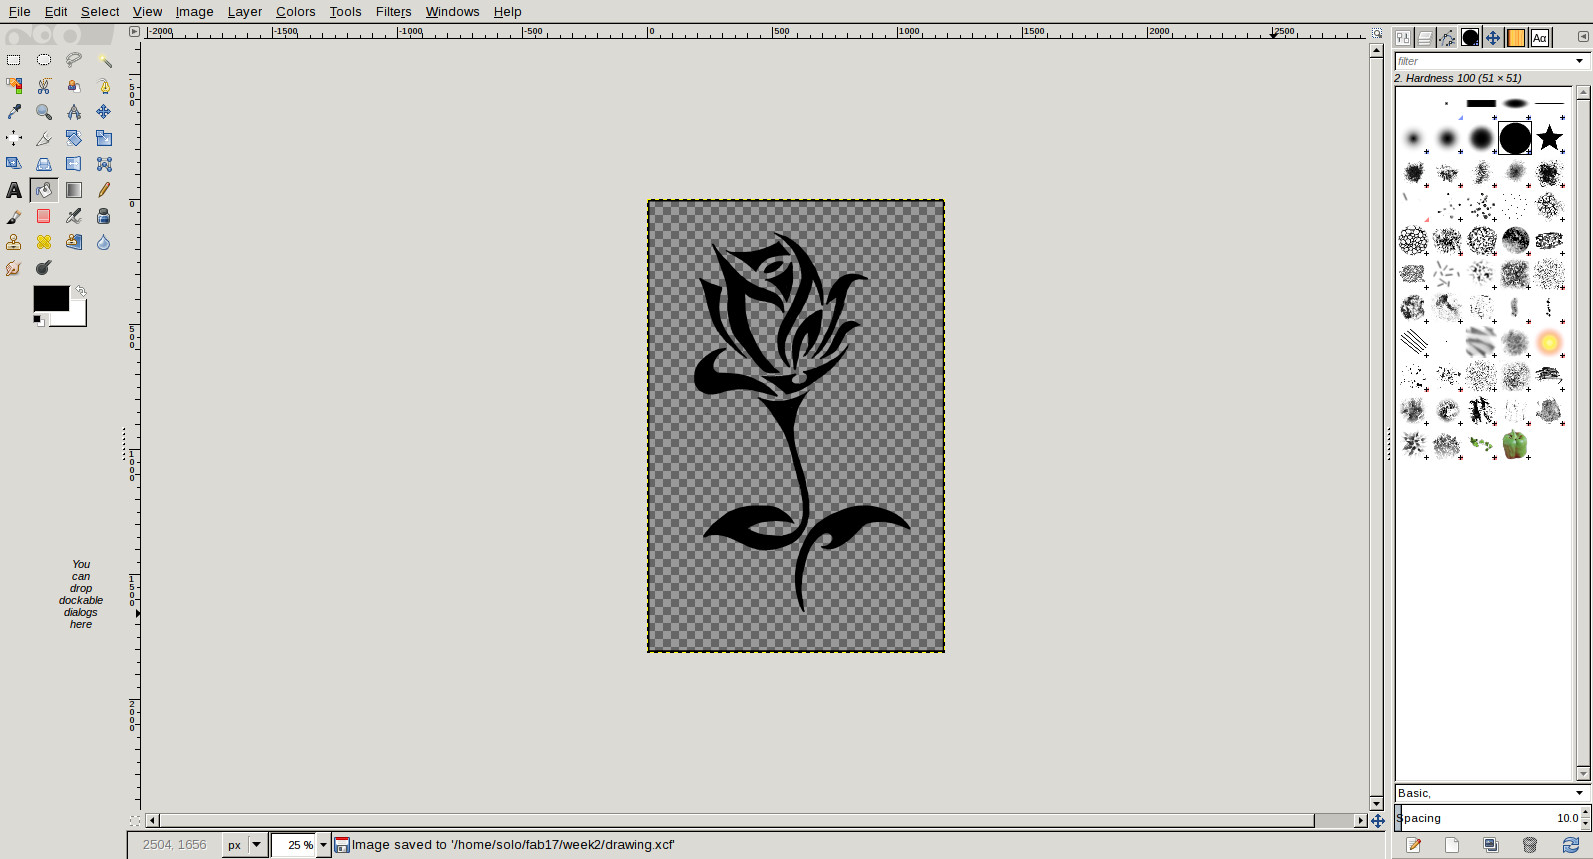 File Edit Select View Image Layer Colors Tools Filters Windows Help
-2000 -1500 -1000 -500 0 500 1000 1500 2000 2500
filter
2. Hardness 100 (51 × 51)
-500
0
500
1000
1500
2000
A
Aα
You
can
drop
dockable
dialogs
here
Basic,
Spacing 10.0
2504, 1656 px 25 % Image saved to '/home/solo/fab17/week2/drawing.xcf'